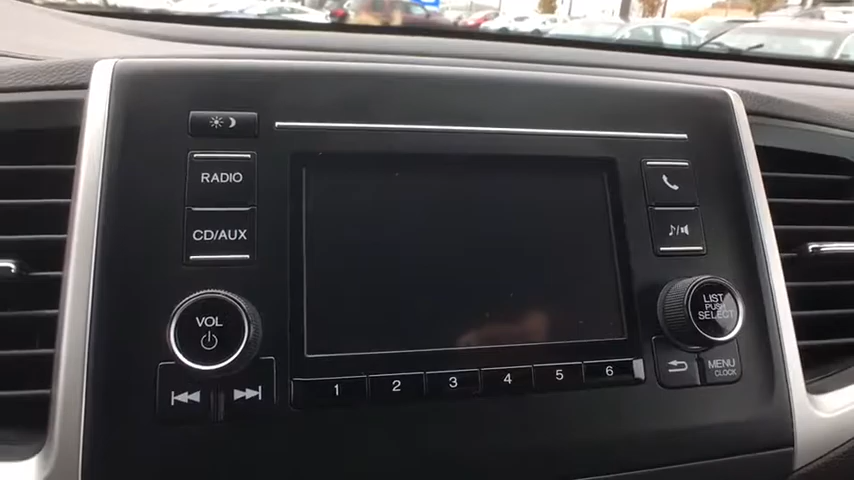 RADIO
CD/AUX
VOL
LIST
PUSH
SELECT
1 2 3 4 5 6
MENU
CLOCK